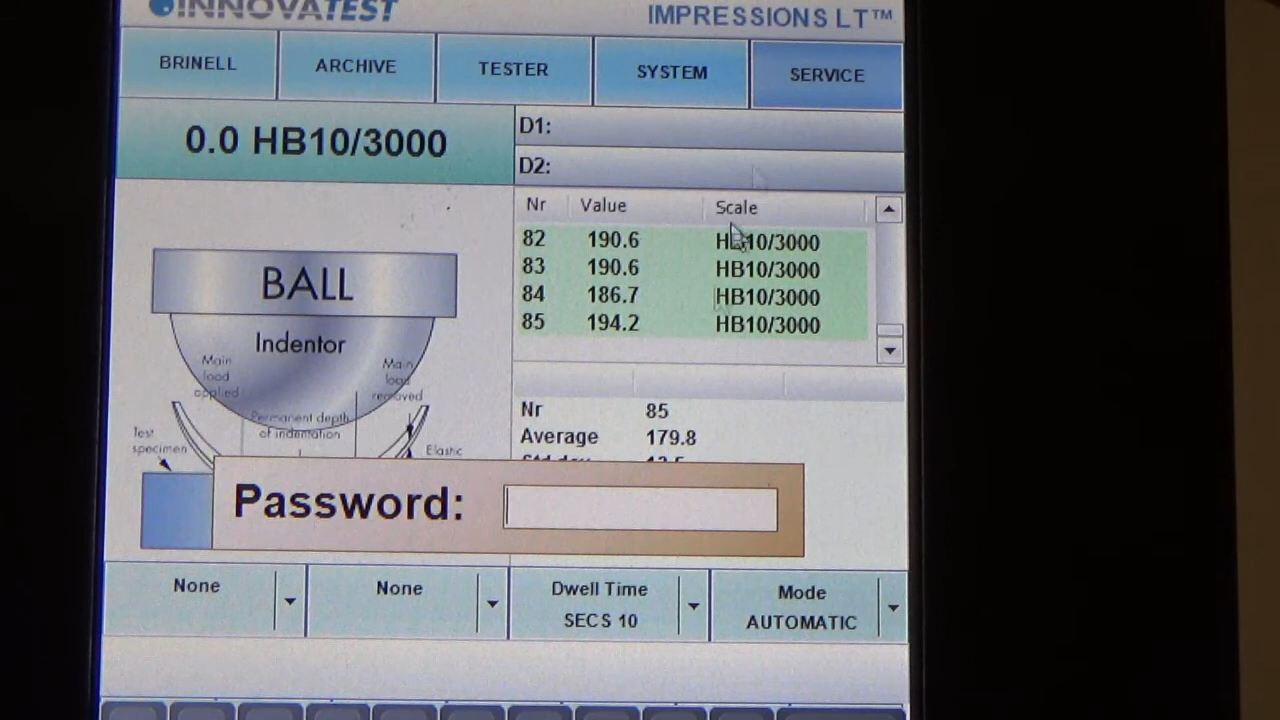 INNOVATEST
IMPRESSIONS LT™
BRINELL
ARCHIVE
TESTER
SYSTEM
SERVICE
0.0 HB10/3000
D1:
D2:
Nr Value Scale
82 190.6 HB10/3000
83 190.6 HB10/3000
84 186.7 HB10/3000
85 194.2 HB10/3000
Nr 85
Average 179.8
BALL
Indentor
Main
load
applied
Main
load
removed
Permanent depth
of indentation
Test
specimen
Elastic
Password:
None
None
Dwell Time
SECS 10
Mode
AUTOMATIC